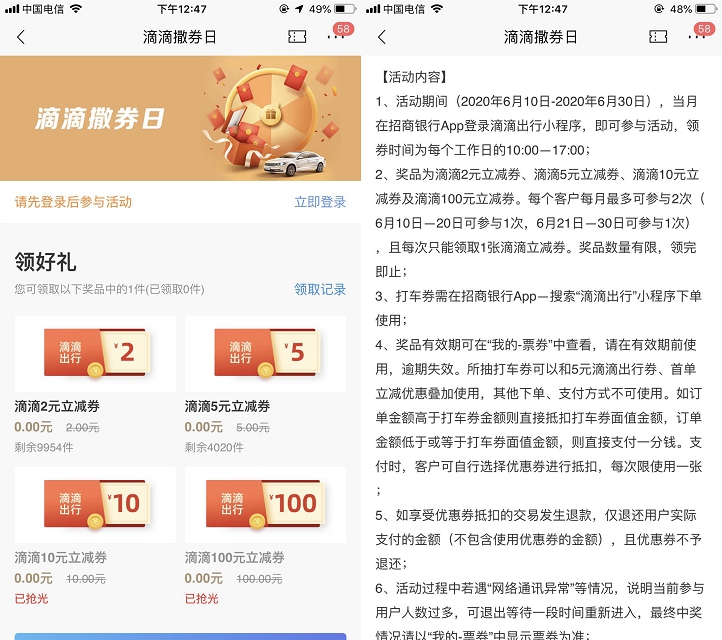 中国电信
下午12:47
49%
滴滴撒券日
58
滴滴撒券日
请先登录后参与活动
立即登录
领好礼
您可领取以下奖品中的1件(已领取0件)
领取记录
滴滴
出行
¥2
滴滴
出行
¥5
滴滴2元立减券
滴滴5元立减券
0.00元 2.00元
0.00元 5.00元
剩余9954件
剩余4020件
滴滴
出行
¥10
滴滴
出行
¥100
滴滴10元立减券
滴滴100元立减券
0.00元 10.00元
0.00元 100.00元
已抢光
已抢光
中国电信
下午12:47
48%
滴滴撒券日
58
【活动内容】
1、活动期间（2020年6月10日-2020年6月30日），当月
在招商银行App登录滴滴出行小程序，即可参与活动，领
券时间为每个工作日的10:00—17:00；
2、奖品为滴滴2元立减券、滴滴5元立减券、滴滴10元立
减券及滴滴100元立减券。每个客户每月最多可参与2次（
6月10日—20日可参与1次，6月21日—30日可参与1次）
，且每次只能领取1张滴滴立减券。奖品数量有限，领完
即止；
3、打车券需在招商银行App—搜索“滴滴出行”小程序下单
使用；
4、奖品有效期可在“我的-票券”中查看，请在有效期前使
用，逾期失效。所抽打车券可以和5元滴滴出行券、首单
立减优惠叠加使用，其他下单、支付方式不可使用。如订
单金额高于打车券金额则直接抵扣打车券面值金额，订单
金额低于或等于打车券面值金额，则直接支付一分钱。支
付时，客户可自行选择优惠券进行抵扣，每次限使用一张
；
5、如享受优惠券抵扣的交易发生退款，仅退还用户实际
支付的金额（不包含使用优惠券的金额），且优惠券不予
退还；
6、活动过程中若遇“网络通讯异常”等情况，说明当前参与
用户人数过多，可退出等待一段时间重新进入，最终中奖
情况请以“我的-票券”中显示票券为准；